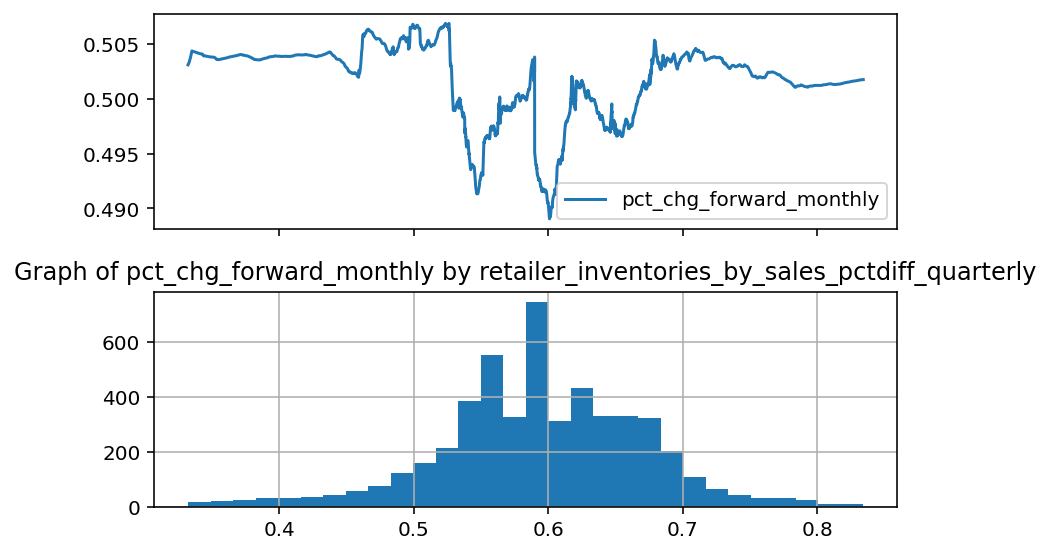 0.505
0.500
0.495
0.490
pct_chg_forward_monthly
Graph of pct_chg_forward_monthly by retailer_inventories_by_sales_pctdiff_quarterly
600
400
200
0
0.4 0.5 0.6 0.7 0.8